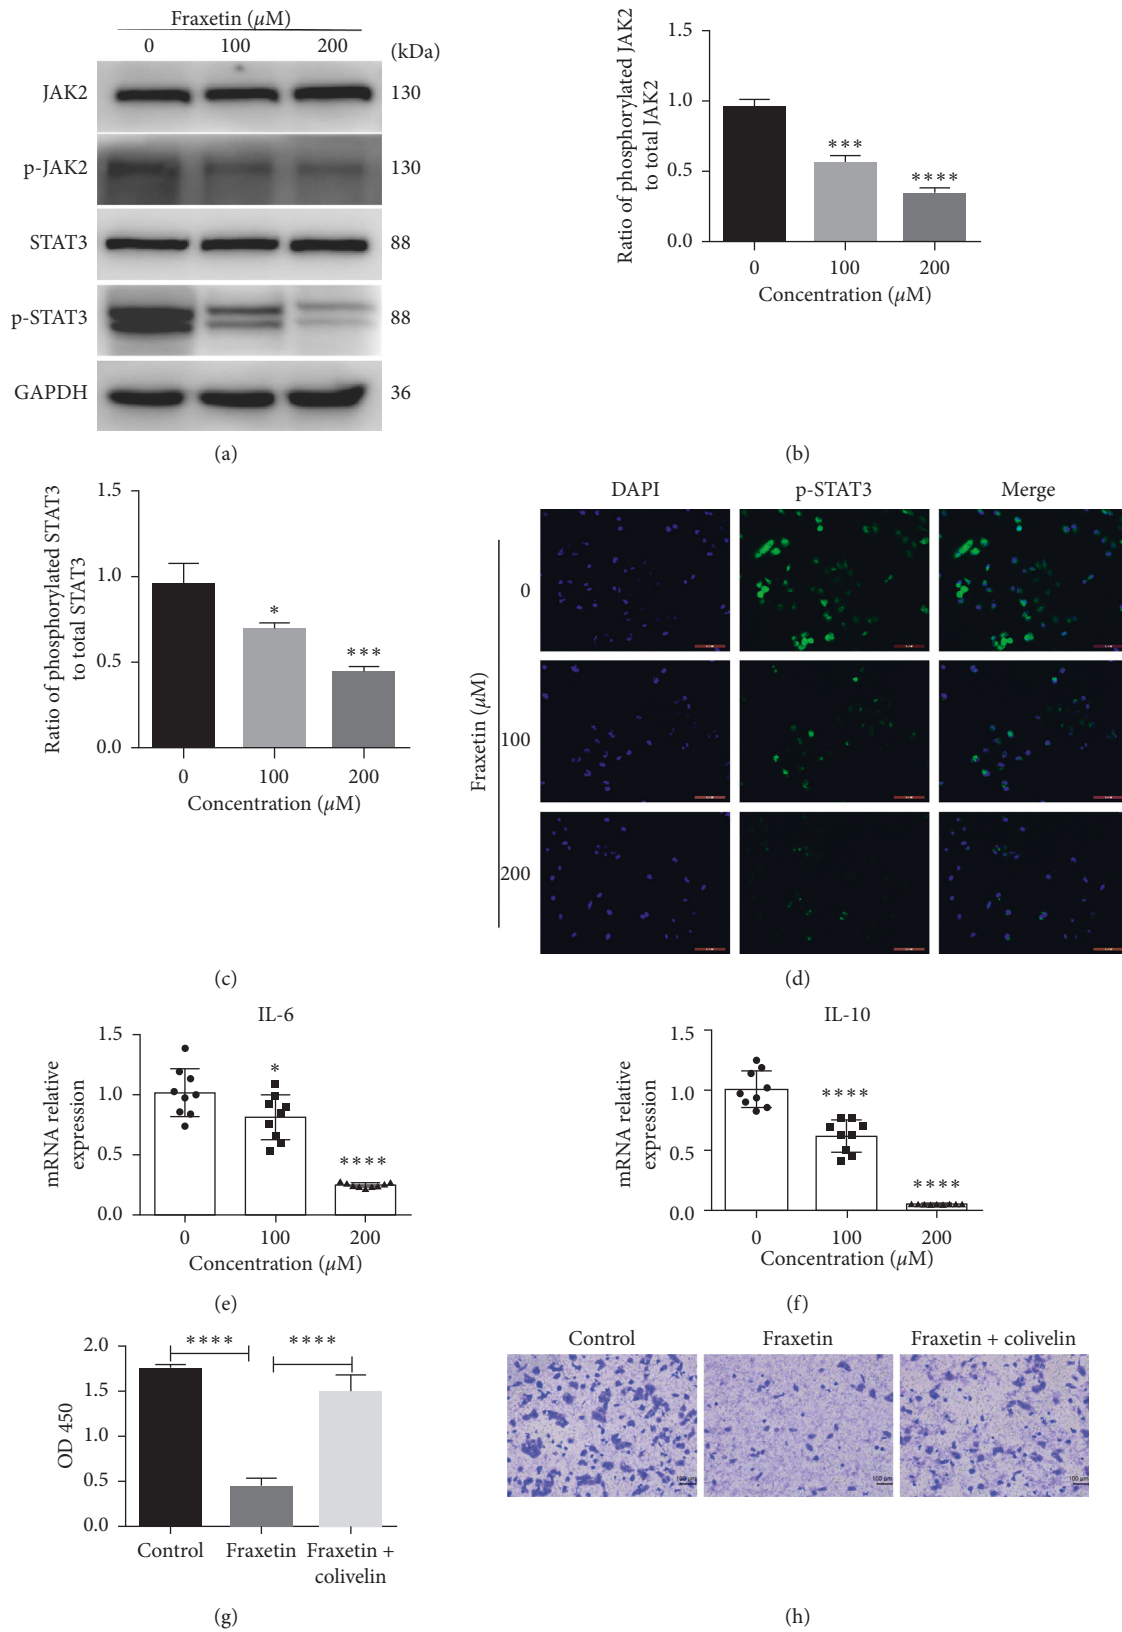 Fraxetin (μM)
0 100 200 (kDa)
JAK2 130
p-JAK2 130
STAT3 88
p-STAT3 88
GAPDH 36
(a)
Ratio of phosphorylated JAK2
to total JAK2
1.5
1.0
0.5
0.0
***
****
0 100 200
Concentration (μM)
(b)
Ratio of phosphorylated STAT3
to total STAT3
1.5
1.0
0.5
0.0
*
***
0 100 200
Concentration (μM)
(c)
DAPI p-STAT3 Merge
Fraxetin (μM)
0
100
200
(d)
IL-6
mRNA relative
expression
1.5
1.0
0.5
0.0
*
****
0 100 200
Concentration (μM)
(e)
IL-10
mRNA relative
expression
1.5
1.0
0.5
0.0
****
****
0 100 200
Concentration (μM)
(f)
OD 450
2.0
1.5
1.0
0.5
0.0
**** ****
Control Fraxetin Fraxetin +
colivelin
(g)
Control Fraxetin Fraxetin + colivelin
100 μm 100 μm 100 μm
(h)